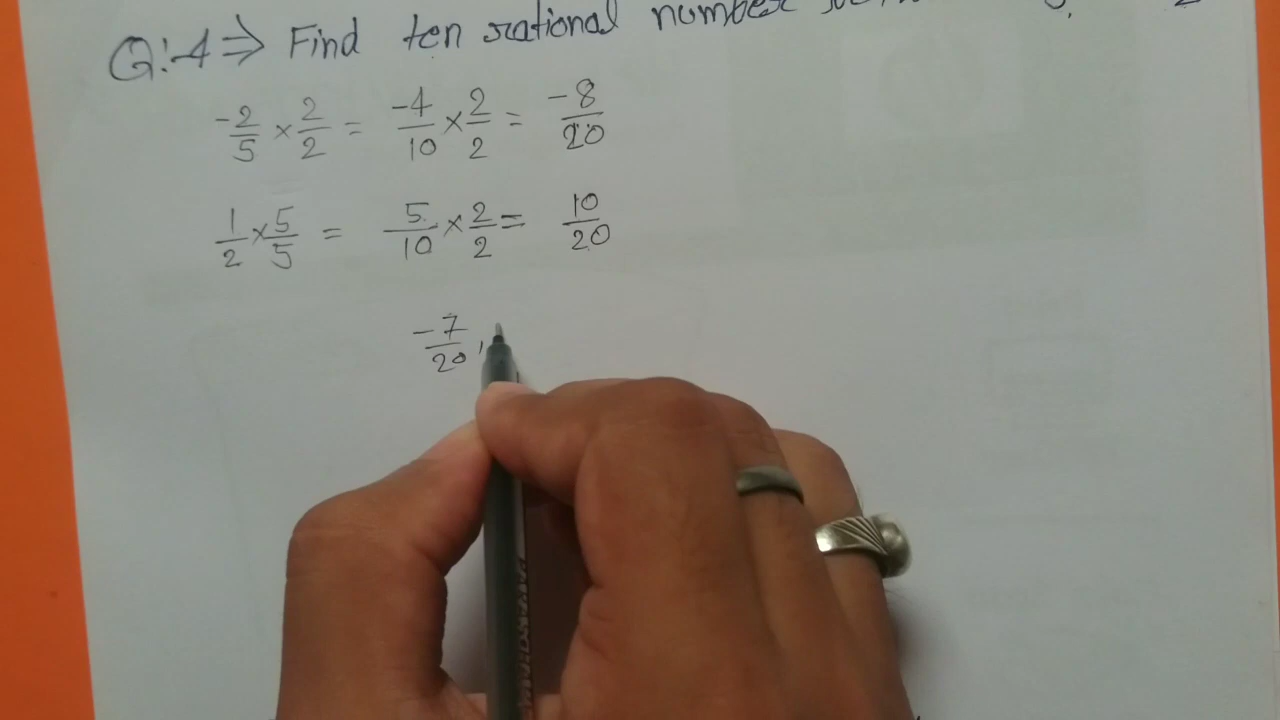 Q:-4 ⇒ Find ten rational number
-2/5 × 2/2 = -4/10 × 2/2 = -8/20
1/2 × 5/5 = 5/10 × 2/2 = 10/20
-7/20 ,